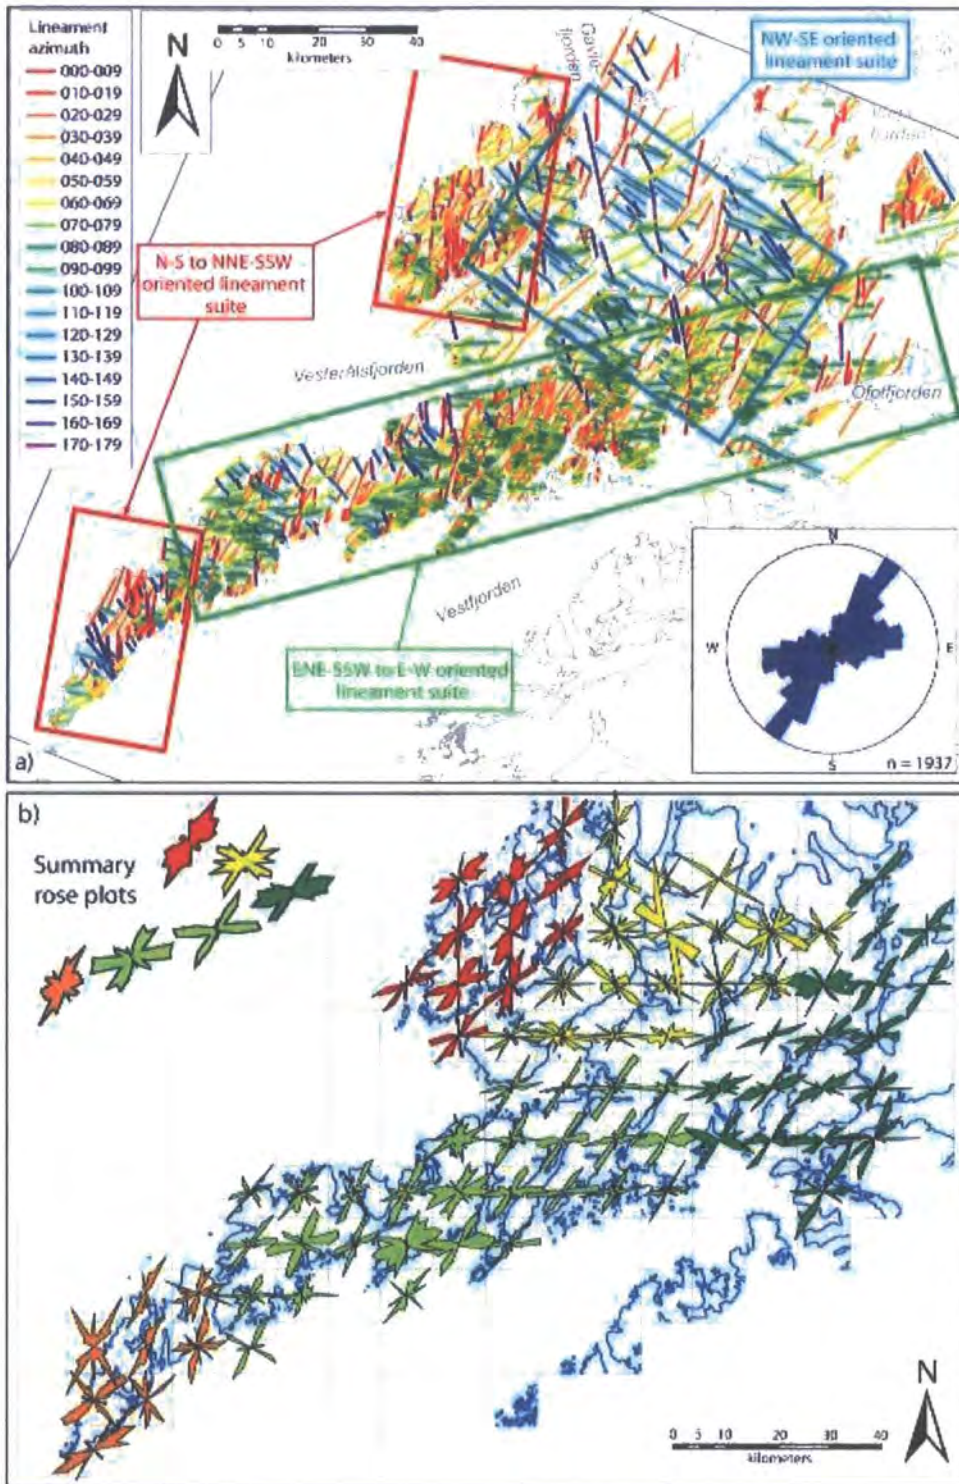 Lineament
azimuth
000-009
010-019
020-029
030-039
040-049
050-059
060-069
070-079
080-089
090-099
100-109
110-119
120-129
130-139
140-149
150-159
160-169
170-179
N
0 5 10 20 30 40
kilometers
Gavle
fjorden
NW-SE oriented
lineament suite
N-S to NNE-SSW
oriented lineament
suite
Vesterålsfjorden
Ofotfjorden
Vestfjorden
ENE-SSW to E-W oriented
lineament suite
N
W
E
S
n = 1937
a)
b)
Summary
rose plots
N
0 5 10 20 30 40
kilometers